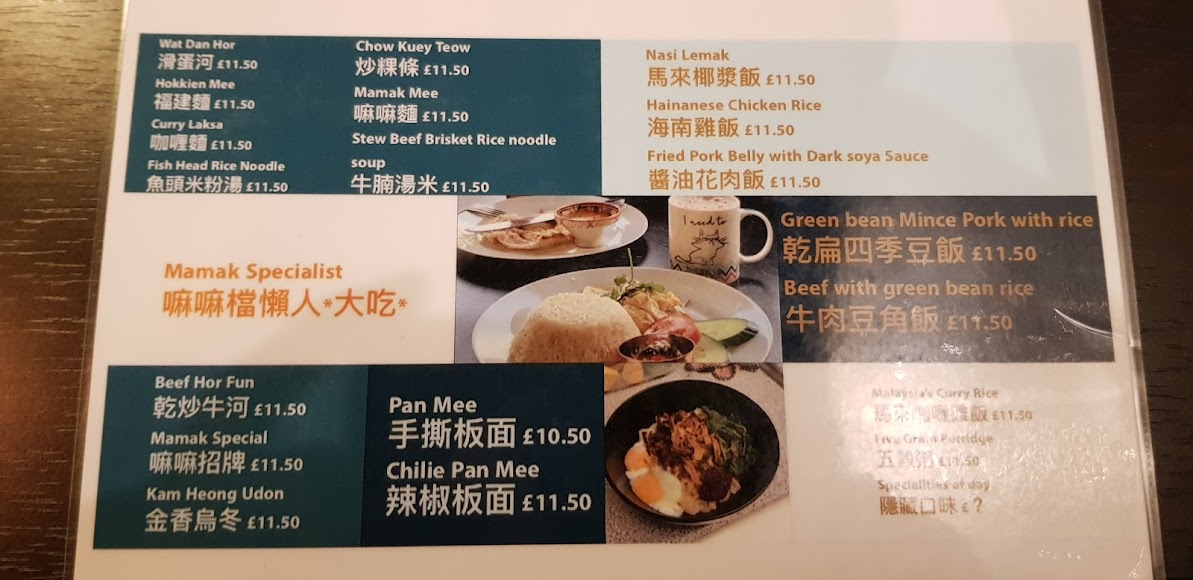 Wat Dan Hor
滑蛋河 £11.50
Hokkien Mee
福建麵 £11.50
Curry Laksa
咖喱麵 £11.50
Fish Head Rice Noodle
魚頭米粉湯 £11.50
Chow Kuey Teow
炒粿條 £11.50
Mamak Mee
嘛嘛麵 £11.50
Stew Beef Brisket Rice noodle
soup
牛腩湯米 £11.50
Nasi Lemak
馬來椰漿飯 £11.50
Hainanese Chicken Rice
海南雞飯 £11.50
Fried Pork Belly with Dark soya Sauce
醬油花肉飯 £11.50
Mamak Specialist
嘛嘛檔懶人*大吃*
I need to
Green bean Mince Pork with rice
乾扁四季豆飯 £11.50
Beef with green bean rice
牛肉豆角飯 £11.50
Beef Hor Fun
乾炒牛河 £11.50
Mamak Special
嘛嘛招牌 £11.50
Kam Heong Udon
金香烏冬 £11.50
Pan Mee
手撕板面 £10.50
Chilie Pan Mee
辣椒板面 £11.50
Malaysia's Curry Rice
馬來咖喱雞飯 £11.50
Five Grain Porridge
五穀粥 £11.50
Specialities of day
隱藏口味 £ ?